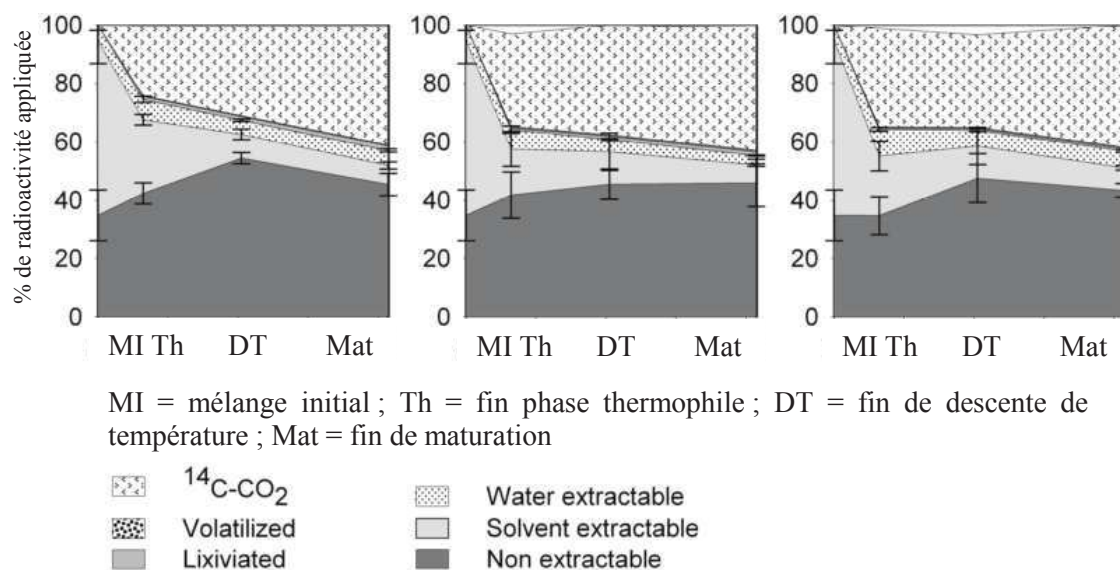 % de radioactivité appliquée
100
80
60
40
20
0
MI Th DT Mat
100
80
60
40
20
0
MI Th DT Mat
100
80
60
40
20
0
MI Th DT Mat
MI = mélange initial ; Th = fin phase thermophile ; DT = fin de descente de
température ; Mat = fin de maturation
14C-CO2
Volatilized
Lixiviated
Water extractable
Solvent extractable
Non extractable